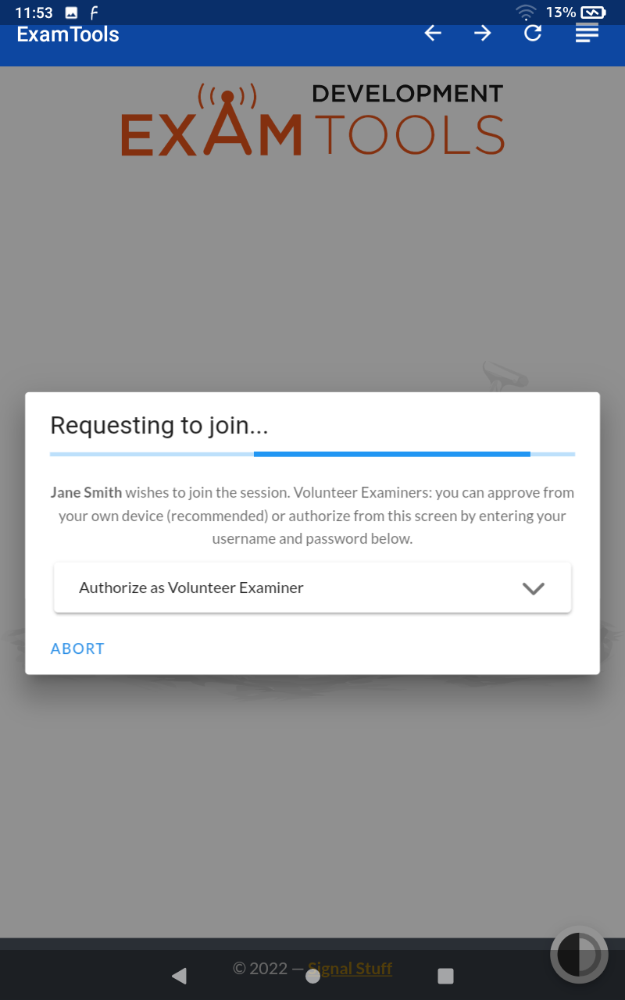 11:53
13%
ExamTools
DEVELOPMENT
EXAM TOOLS
Requesting to join...
Jane Smith wishes to join the session. Volunteer Examiners: you can approve from
your own device (recommended) or authorize from this screen by entering your
username and password below.
Authorize as Volunteer Examiner
ABORT
© 2022 — Signal Stuff